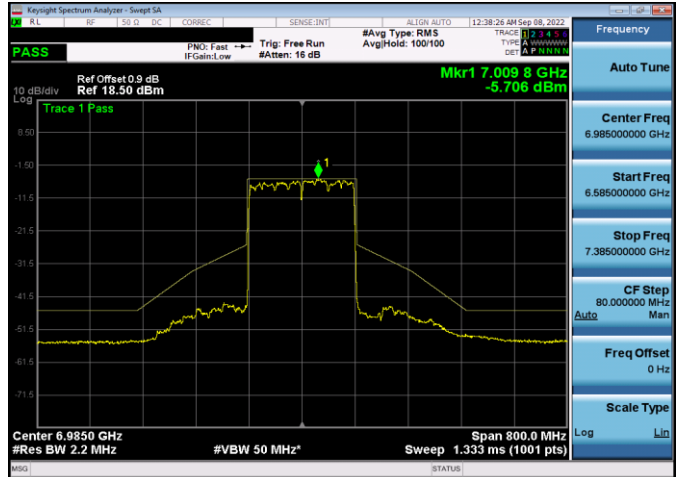 Keysight Spectrum Analyzer - Swept SA
RL RF 50 Ω DC CORREC SENSE:INT ALIGN AUTO 12:38:26 AM Sep 08, 2022
PASS
PNO: Fast
IFGain:Low
Trig: Free Run
#Atten: 16 dB
#Avg Type: RMS
Avg|Hold: 100/100
TRACE 1 2 3 4 5 6
TYPE A WWWWW
DET A P N N N N
Ref Offset 0.9 dB
10 dB/div Ref 18.50 dBm
Mkr1 7.009 8 GHz
-5.706 dBm
Log
Trace 1 Pass
1
8.50
-1.50
-11.5
-21.5
-31.5
-41.5
-51.5
-61.5
-71.5
Center 6.9850 GHz
#Res BW 2.2 MHz
#VBW 50 MHz*
Span 800.0 MHz
Sweep 1.333 ms (1001 pts)
MSG
STATUS
Frequency
Auto Tune
Center Freq
6.985000000 GHz
Start Freq
6.585000000 GHz
Stop Freq
7.385000000 GHz
CF Step
80.000000 MHz
Auto Man
Freq Offset
0 Hz
Scale Type
Log Lin